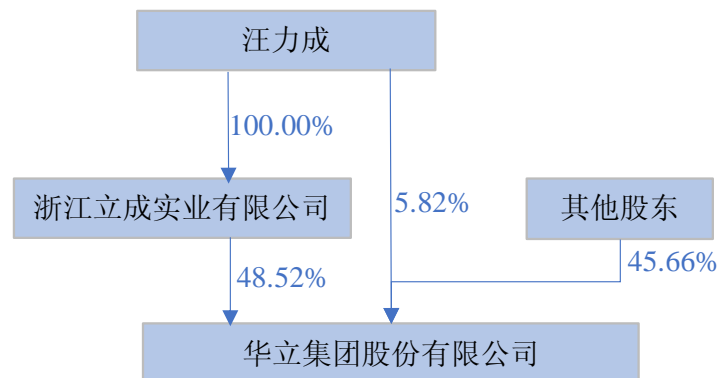 汪力成
100.00%
浙江立成实业有限公司
5.82%
其他股东
48.52%
45.66%
华立集团股份有限公司